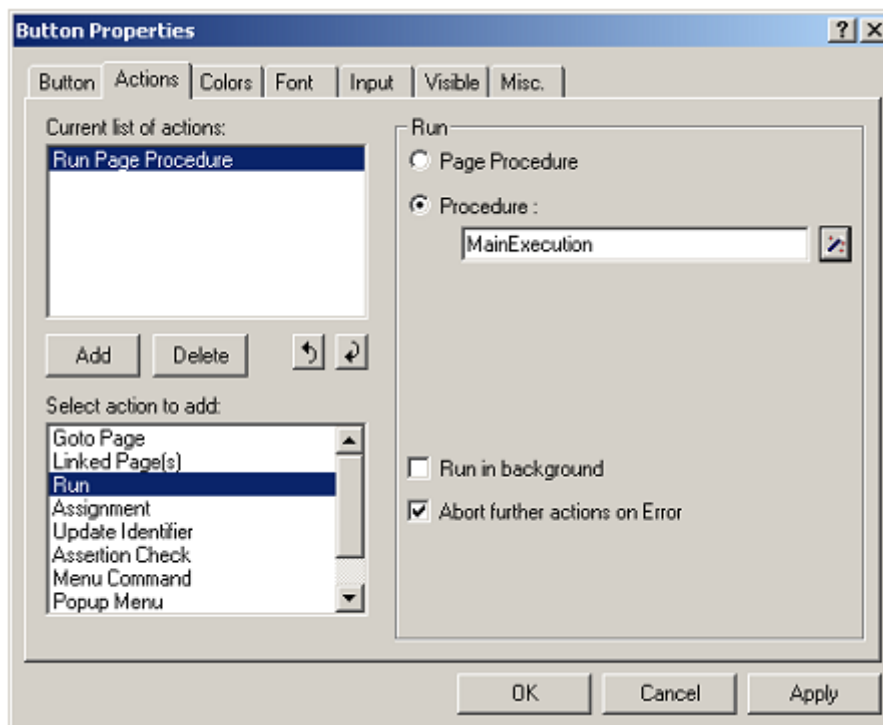 Button Properties
Button Actions Colors Font Input Visible Misc.
Current list of actions:
Run Page Procedure
Add Delete
Select action to add:
Goto Page
Linked Page(s)
Run
Assignment
Update Identifier
Assertion Check
Menu Command
Popup Menu
Run
Page Procedure
Procedure :
MainExecution
Run in background
Abort further actions on Error
OK Cancel Apply